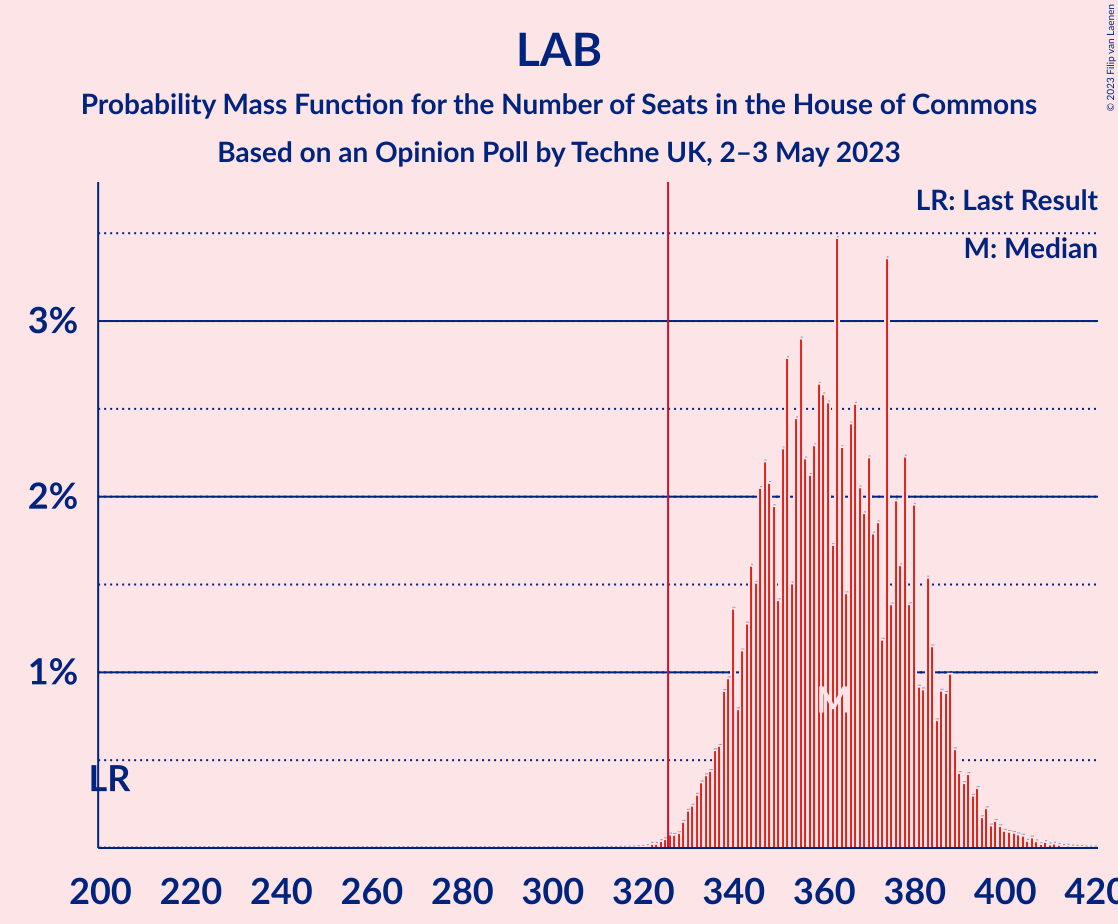 LAB
Probability Mass Function for the Number of Seats in the House of Commons
Based on an Opinion Poll by Techne UK, 2–3 May 2023
© 2023 Filip van Laenen
LR: Last Result
M: Median
3%
2%
1%
M
LR
200 220 240 260 280 300 320 340 360 380 400 420